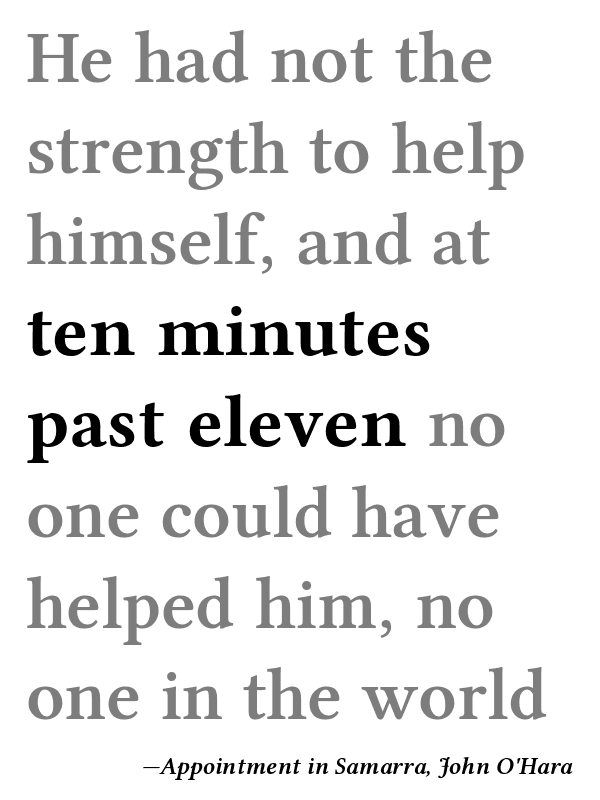 He had not the
strength to help
himself, and at
ten minutes
past eleven no
one could have
helped him, no
one in the world
—Appointment in Samarra, John O'Hara